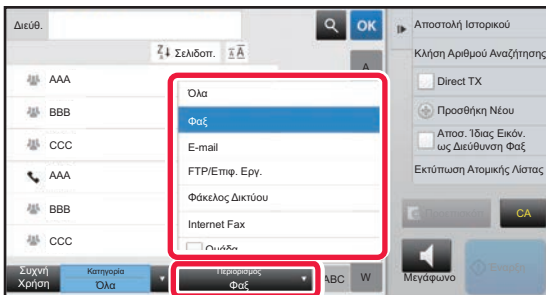 Διεύθ.
OK
Σελιδοπ.
A
AAA
BBB
CCC
AAA
BBB
CCC
Όλα
Φαξ
E-mail
FTP/Επιφ. Εργ.
Φάκελος Δικτύου
Internet Fax
Ομάδα
Συχνή
Χρήση
Κατηγορία
Όλα
Περιορισμός
Φαξ
ABC
W
Αποστολή Ιστορικού
Κλήση Αριθμού Αναζήτησης
Direct TX
Προσθήκη Νέου
Αποσ. Ίδιας Εικόν.
ως Διεύθυνση Φαξ
Εκτύπωση Ατομικής Λίστας
CA
Μεγάφωνο
Έναρξη